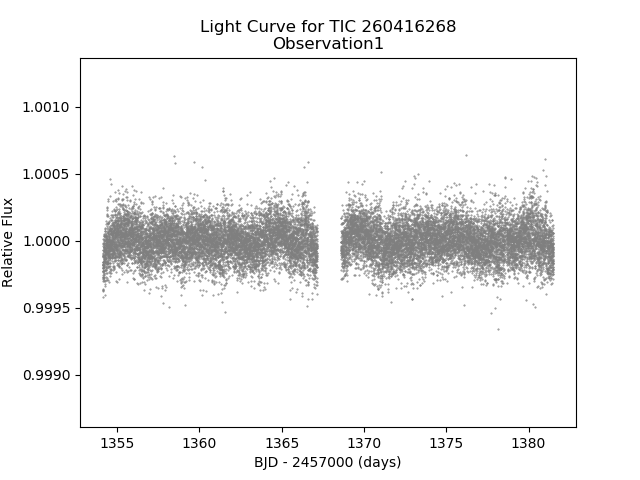 Light Curve for TIC 260416268
Observation1
Relative Flux
1.0010
1.0005
1.0000
0.9995
0.9990
1355 1360 1365 1370 1375 1380
BJD - 2457000 (days)